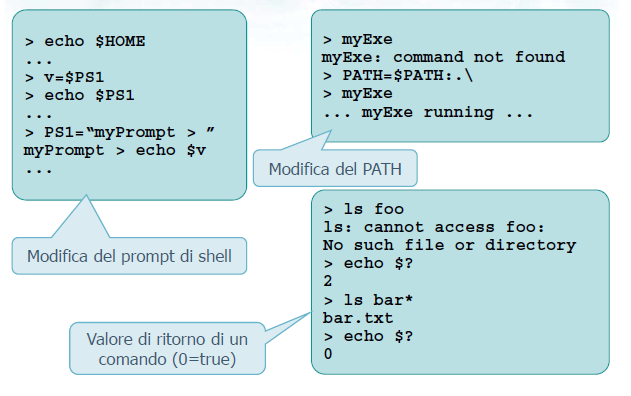 > echo $HOME
...
> v=$PS1
> echo $PS1
...
> PS1=“myPrompt > ”
myPrompt > echo $v
...
Modifica del prompt di shell
> myExe
myExe: command not found
> PATH=$PATH:.\
> myExe
... myExe running ...
Modifica del PATH
> ls foo
ls: cannot access foo:
No such file or directory
> echo $?
2
> ls bar*
bar.txt
> echo $?
0
Valore di ritorno di un
comando (0=true)